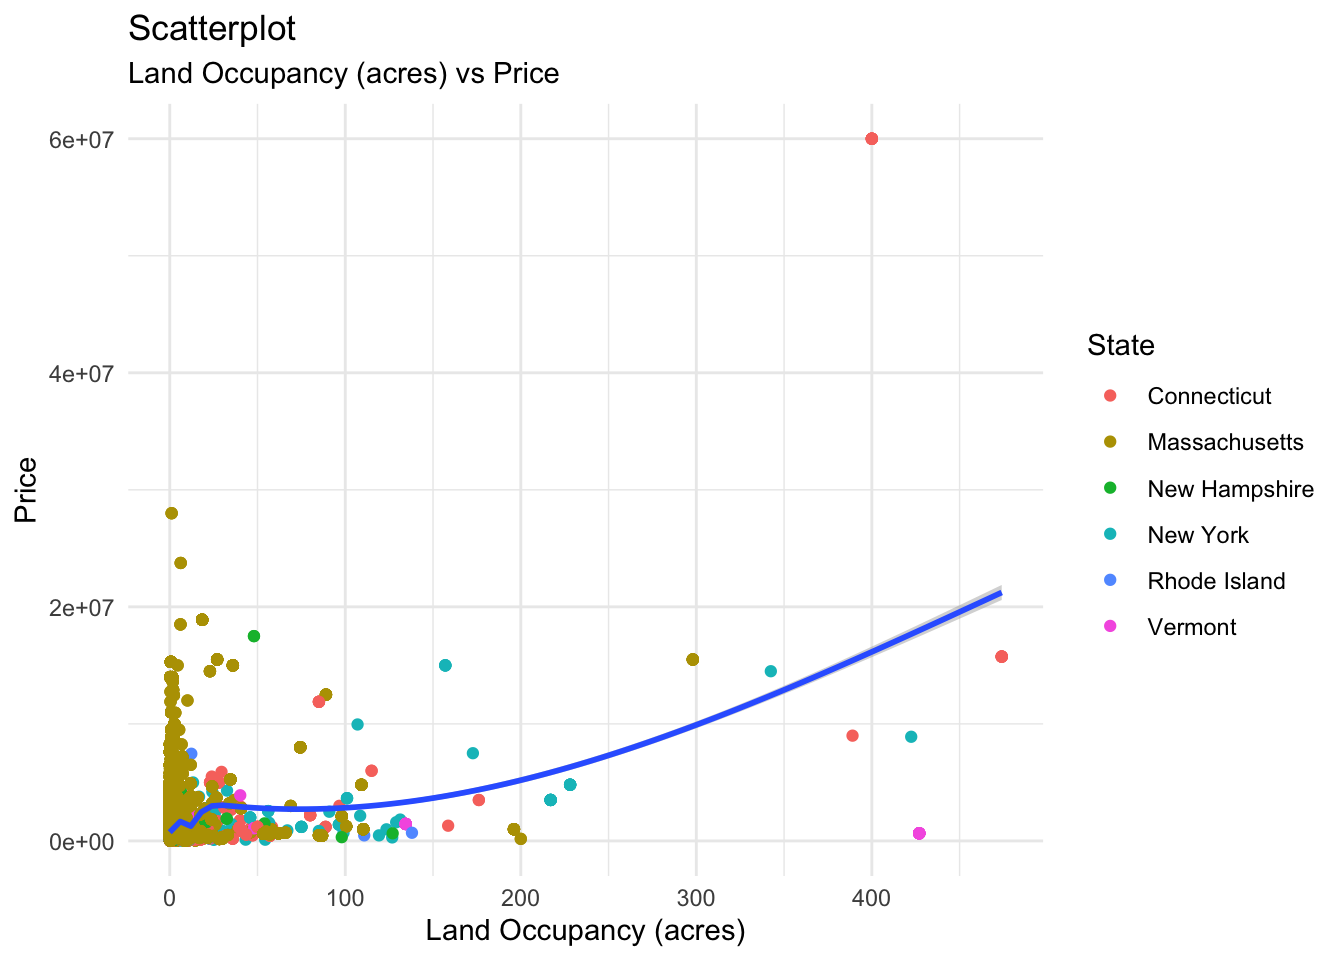 Scatterplot
Land Occupancy (acres) vs Price
6e+07
4e+07
2e+07
0e+00
Price
0 100 200 300 400
Land Occupancy (acres)
State
Connecticut
Massachusetts
New Hampshire
New York
Rhode Island
Vermont